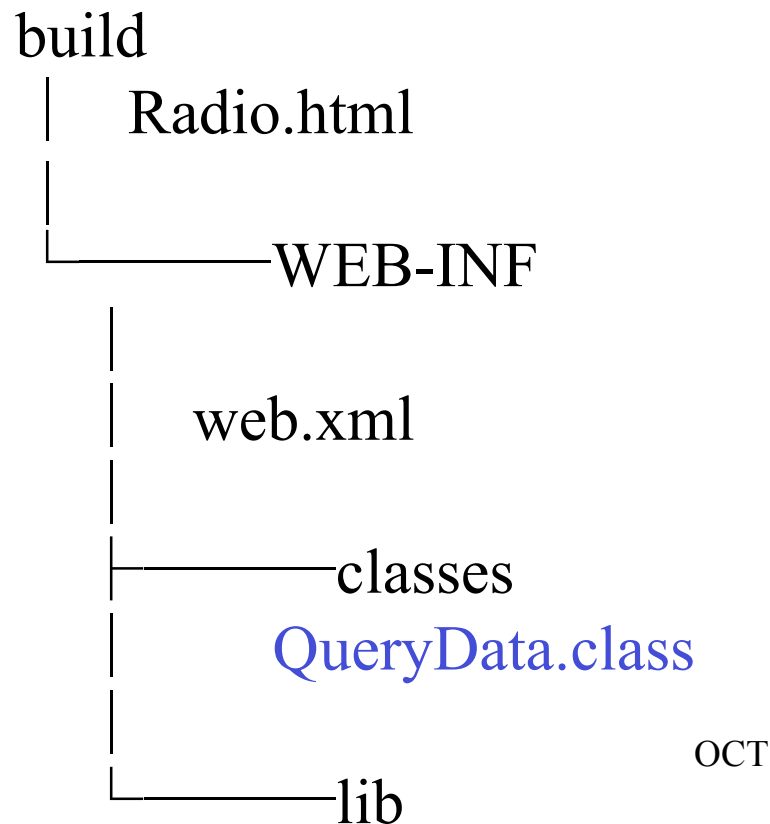 build
Radio.html
WEB-INF
web.xml
classes
QueryData.class
OCT
lib